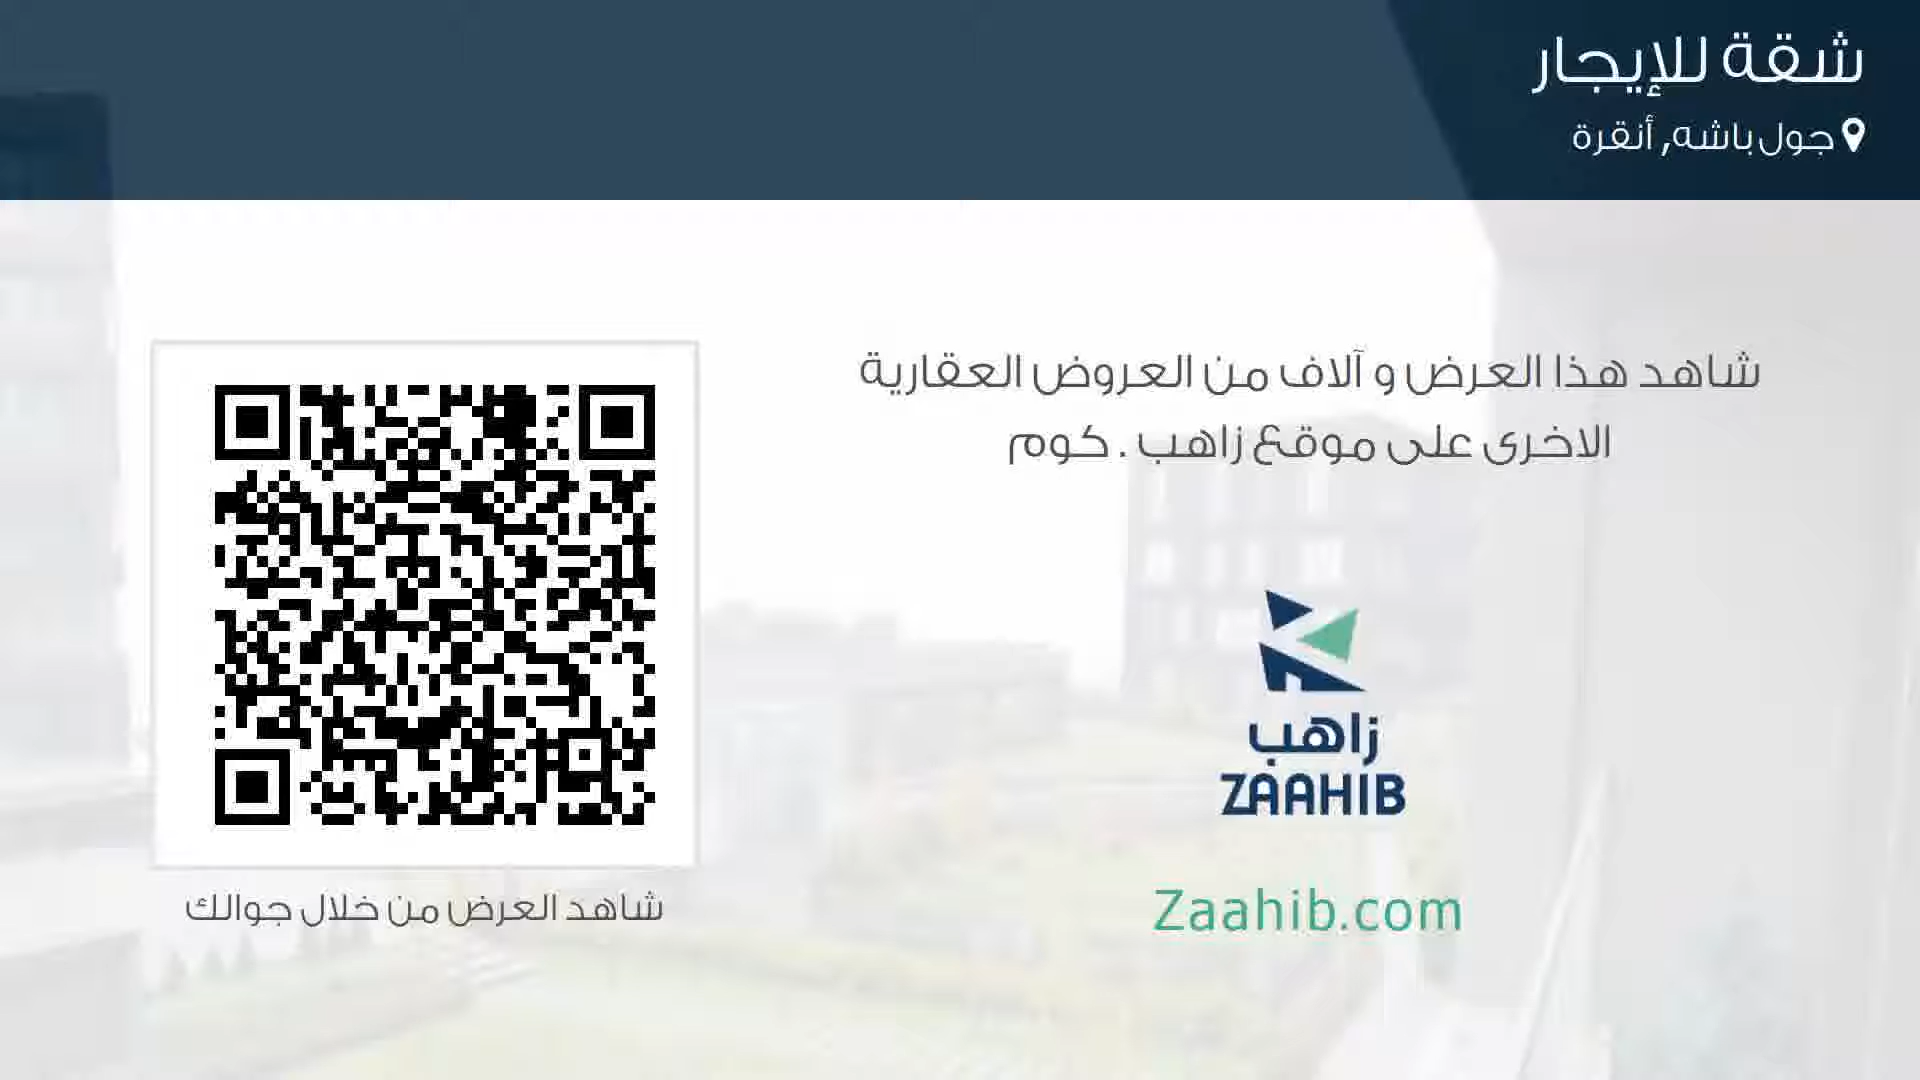 شقة للإيجار
جول باشه, أنقرة
شاهد هذا العرض و آلاف من العروض العقارية
الاخرى على موقع زاهب . كوم
زاهب
ZAAHIB
Zaahib.com
شاهد العرض من خلال جوالك